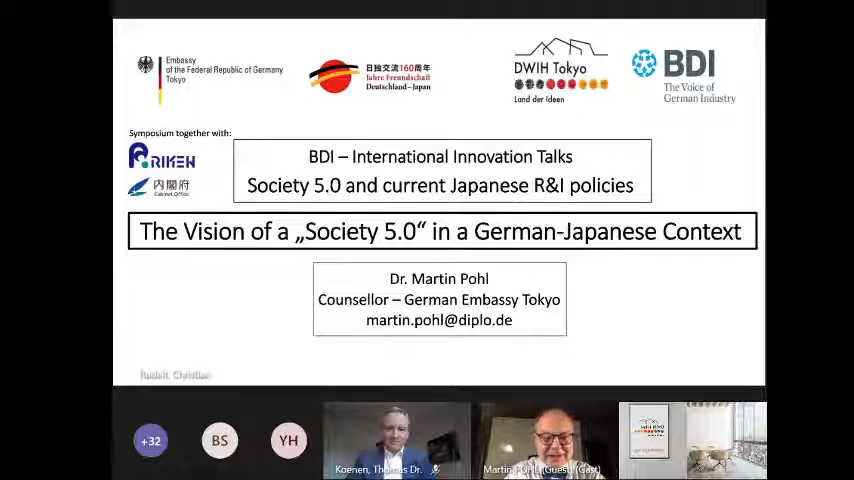 Embassy
of the Federal Republic of Germany
Tokyo
日独交流160周年
Jahre Freundschaft
Deutschland–Japan
DWIH Tokyo
Land der Ideen
BDI
The Voice of
German Industry
Symposium together with:
RIKEN
内閣府
Cabinet Office
BDI – International Innovation Talks
Society 5.0 and current Japanese R&I policies
The Vision of a „Society 5.0“ in a German-Japanese Context
Dr. Martin Pohl
Counsellor – German Embassy Tokyo
martin.pohl@diplo.de
Christian
+32
BS
YH
Koenen, Thomas Dr.
Martin POHL (Guest) (Gast)